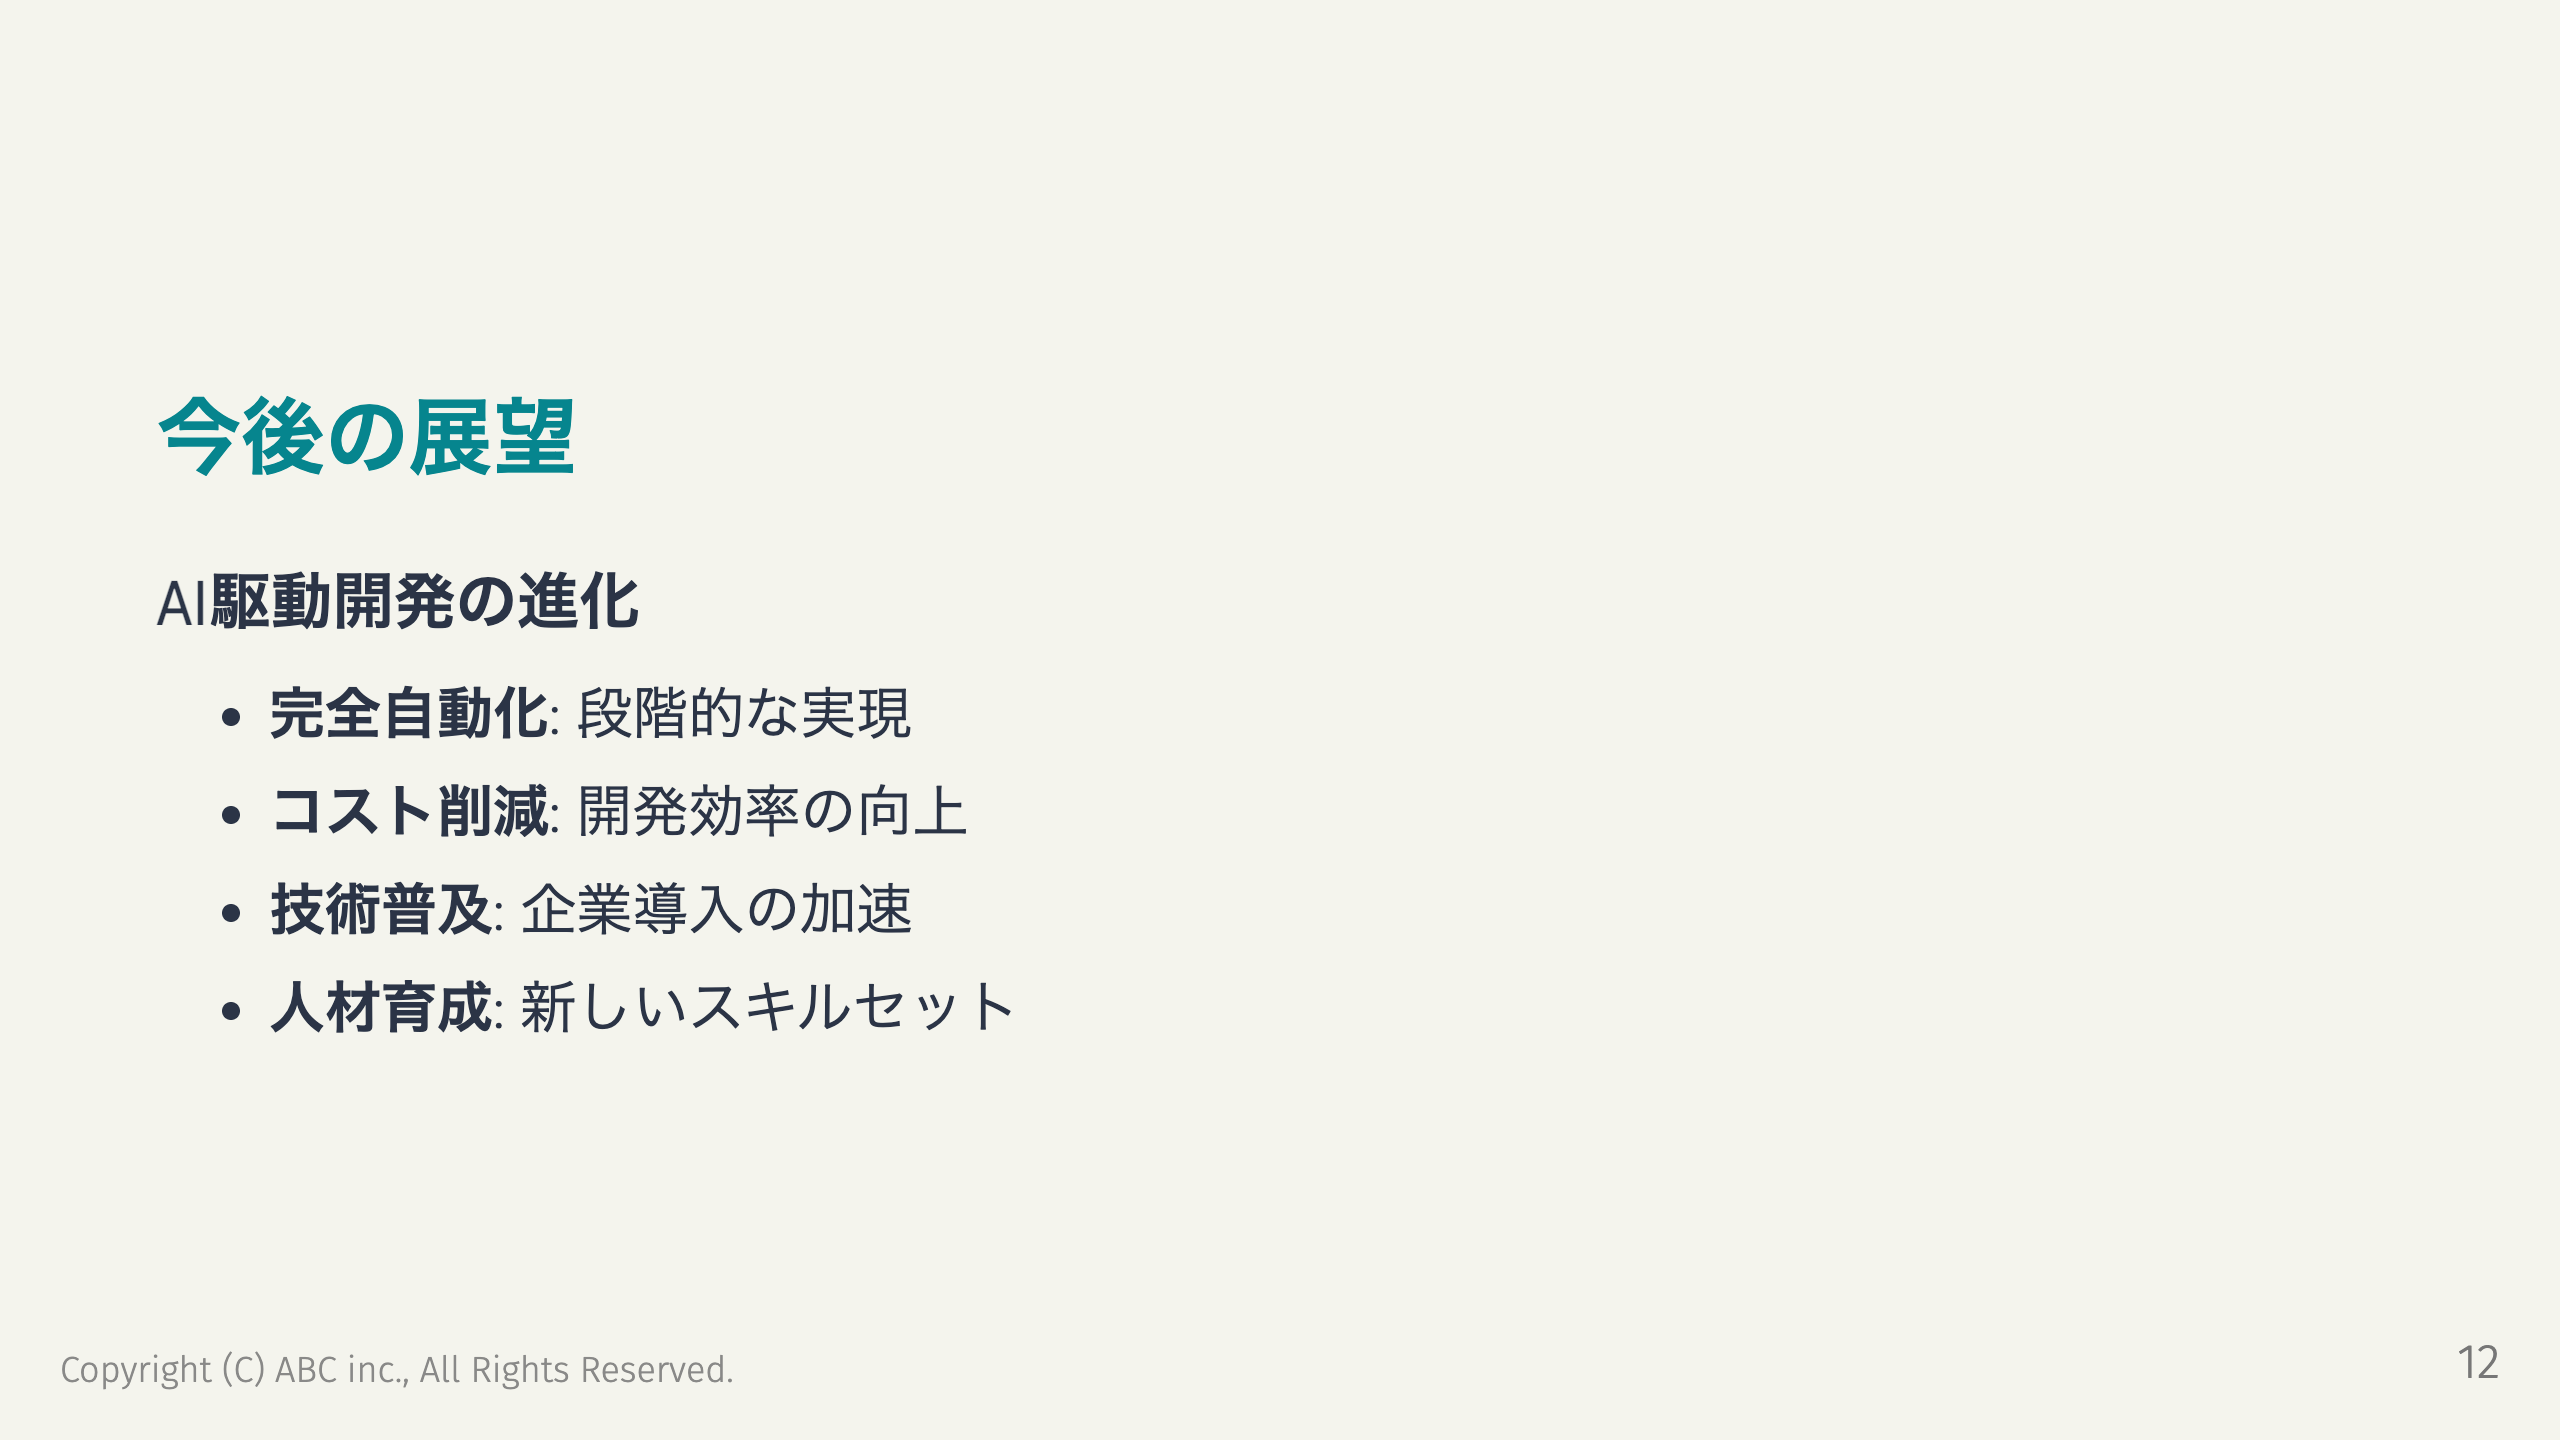 今後の展望
AI駆動開発の進化
• 完全自動化: 段階的な実現
• コスト削減: 開発効率の向上
• 技術普及: 企業導入の加速
• 人材育成: 新しいスキルセット
Copyright (C) ABC inc., All Rights Reserved.
12